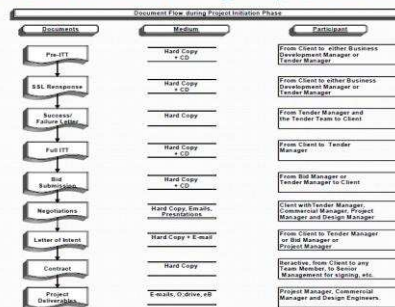 Document Flow during Project Initiation Phase
Documents
Medium
Participant
Pre-ITT
Hard Copy
+ CD
From Client to either Business
Development Manager or
Tender Manager
SSL Rensponse
Hard Copy
+ CD
From Client to either Business
Development Manager or
Tender Manager
Success/
Failure Letter
Hard Copy
From Tender Manager and
the Tender Team to Client
Full ITT
Hard Copy
+ CD
From Client to Tender
Manager
Bid
Submission
Hard Copy
+ CD
From Bid Manager or
Tender Manager to Client
Negotiations
Hard Copy, Emails,
Presntations
Client withTender Manager,
Commercial Manager, Project
Manager and Design Manager
Letter of Intent
Hard Copy + E-mail
From Client to Tender Manager
or Bid Manager or
Project Manager
Contract
Hard Copy
Iteractive, from Client to any
Team Member, to Senior
Management for signing, etc.
Project
Deliverables
E-mails, O;drive, eB
Project Manager, Commercial
Manager and Design Engineers.